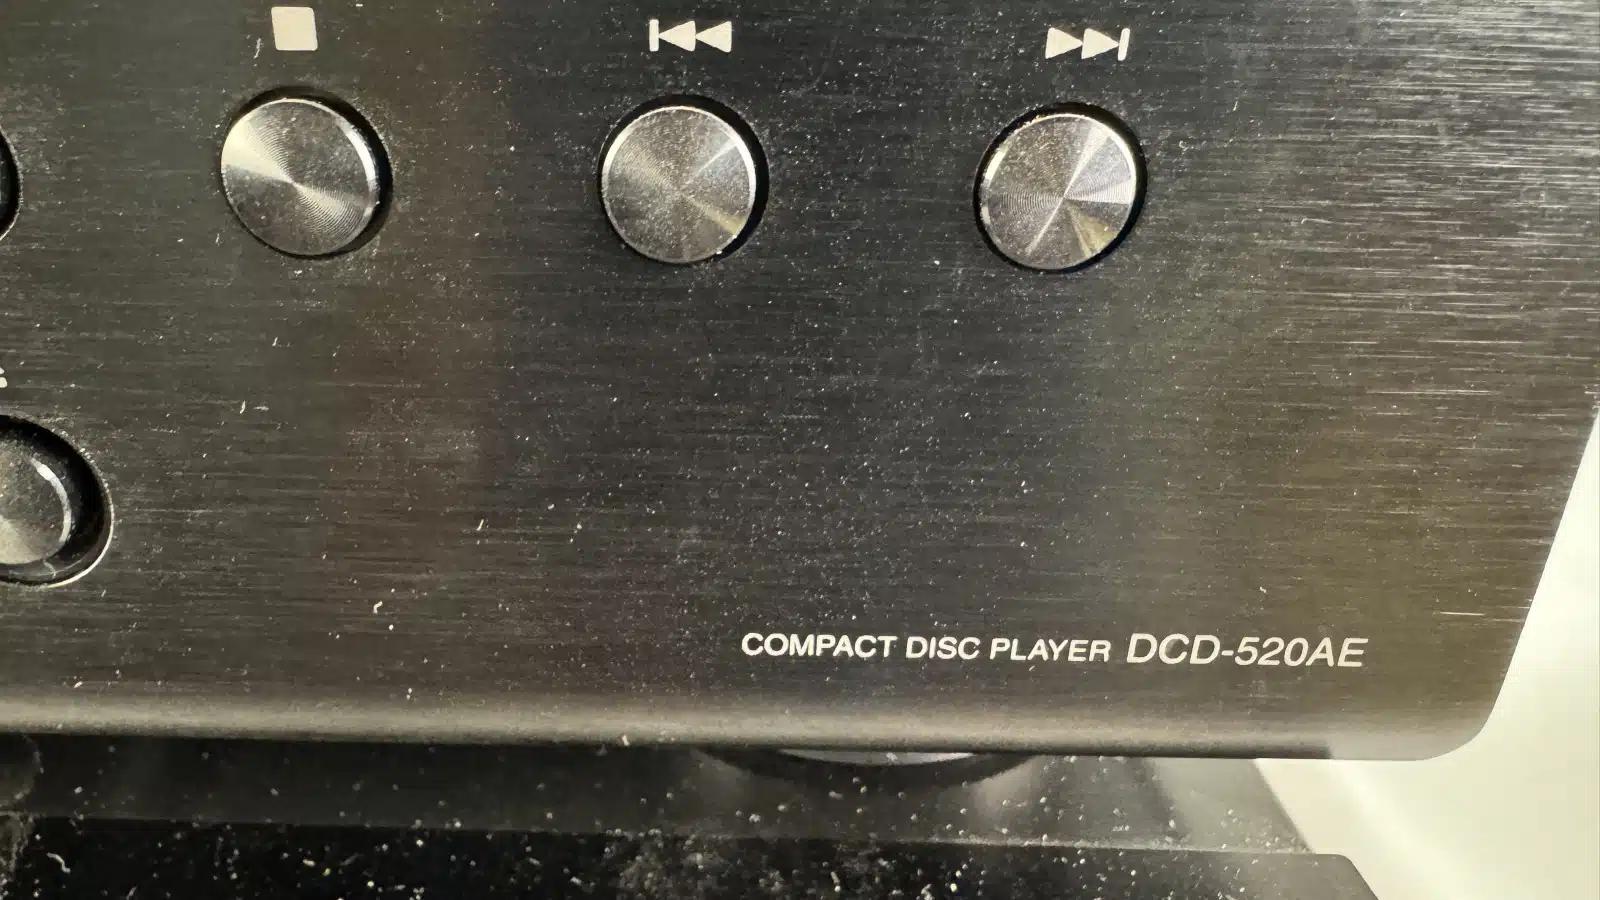 COMPACT DISC PLAYER DCD-520AE